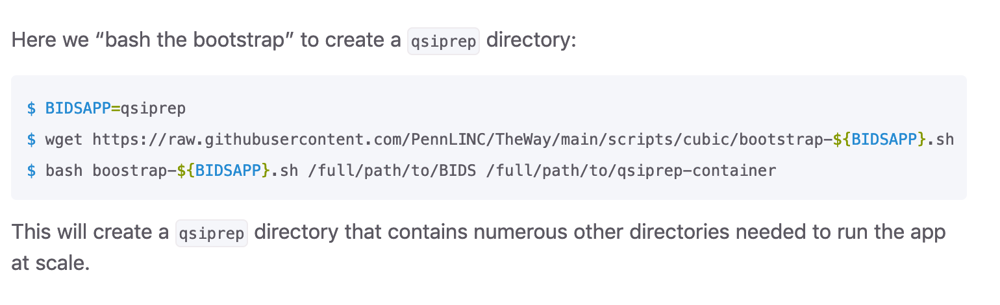 Here we “bash the bootstrap” to create a qsiprep directory:
$ BIDSAPP=qsiprep
$ wget https://raw.githubusercontent.com/PennLINC/TheWay/main/scripts/cubic/bootstrap-${BIDSAPP}.sh
$ bash boostrap-${BIDSAPP}.sh /full/path/to/BIDS /full/path/to/qsiprep-container
This will create a qsiprep directory that contains numerous other directories needed to run the app
at scale.